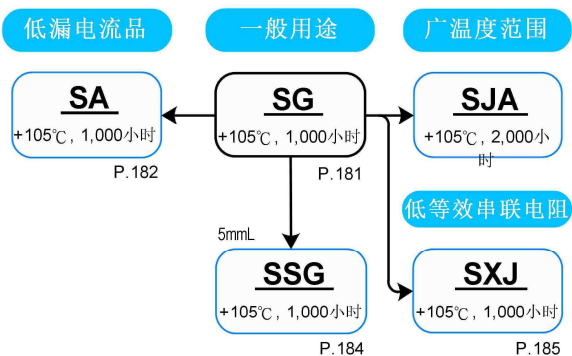 低漏电流品
一般用途
广温度范围
SA
+105℃, 1,000小时
P.182
SG
+105℃, 1,000小时
P.181
SJA
+105℃, 2,000小
时
低等效串联电阻
5mmL
SSG
+105℃, 1,000小时
P.184
SXJ
+105℃, 1,000小时
P.185